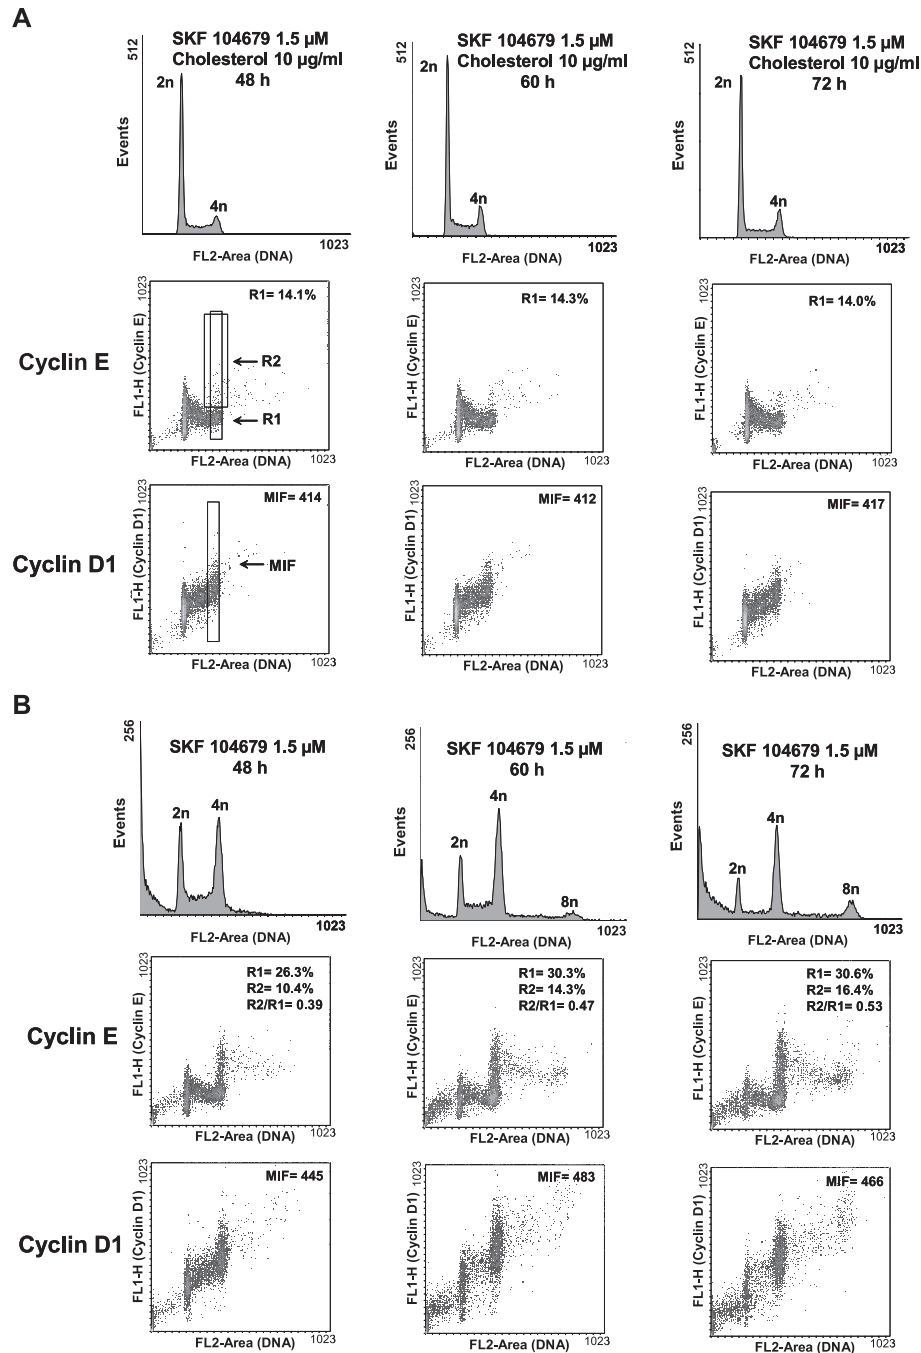 A
SKF 104679 1.5 µM
Cholesterol 10 µg/ml
48 h
512
2n
4n
Events
1023
FL2-Area (DNA)
SKF 104679 1.5 µM
Cholesterol 10 µg/ml
60 h
512
2n
4n
Events
1023
FL2-Area (DNA)
SKF 104679 1.5 µM
Cholesterol 10 µg/ml
72 h
512
2n
4n
Events
1023
FL2-Area (DNA)
Cyclin E
1023
FL1-H (Cyclin E)
R1= 14.1%
R2
R1
FL2-Area (DNA)
1023
1023
FL1-H (Cyclin E)
R1= 14.3%
FL2-Area (DNA)
1023
1023
FL1-H (Cyclin E)
R1= 14.0%
FL2-Area (DNA)
1023
Cyclin D1
1023
FL1-H (Cyclin D1)
MIF= 414
MIF
FL2-Area (DNA)
1023
1023
FL1-H (Cyclin D1)
MIF= 412
FL2-Area (DNA)
1023
1023
FL1-H (Cyclin D1)
MIF= 417
FL2-Area (DNA)
1023
B
256
SKF 104679 1.5 µM
48 h
2n
4n
Events
1023
FL2-Area (DNA)
256
SKF 104679 1.5 µM
60 h
2n
4n
8n
Events
1023
FL2-Area (DNA)
256
SKF 104679 1.5 µM
72 h
2n
4n
8n
Events
1023
FL2-Area (DNA)
Cyclin E
1023
FL1-H (Cyclin E)
R1= 26.3%
R2= 10.4%
R2/R1= 0.39
FL2-Area (DNA)
1023
1023
FL1-H (Cyclin E)
R1= 30.3%
R2= 14.3%
R2/R1= 0.47
FL2-Area (DNA)
1023
1023
FL1-H (Cyclin E)
R1= 30.6%
R2= 16.4%
R2/R1= 0.53
FL2-Area (DNA)
1023
Cyclin D1
1023
FL1-H (Cyclin D1)
MIF= 445
FL2-Area (DNA)
1023
1023
FL1-H (Cyclin D1)
MIF= 483
FL2-Area (DNA)
1023
1023
FL1-H (Cyclin D1)
MIF= 466
FL2-Area (DNA)
1023